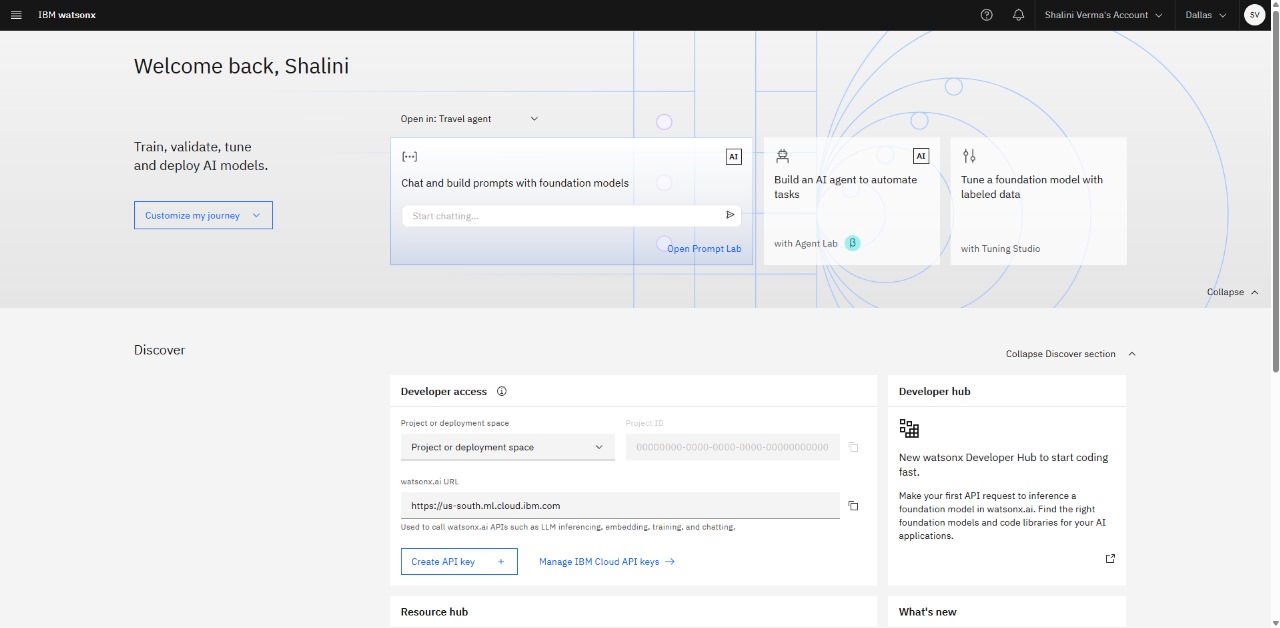 IBM watsonx
Shalini Verma's Account
Dallas
SV
Welcome back, Shalini
Train, validate, tune
and deploy AI models.
Customize my journey
Open in: Travel agent
[...]
AI
Chat and build prompts with foundation models
Start chatting...
Open Prompt Lab
AI
Build an AI agent to automate
tasks
with Agent Lab β
Tune a foundation model with
labeled data
with Tuning Studio
Collapse
Discover
Collapse Discover section
Developer access
Project or deployment space
Project or deployment space
Project ID
00000000-0000-0000-0000-00000000000
watsonx.ai URL
https://us-south.ml.cloud.ibm.com
Used to call watsonx.ai APIs such as LLM inferencing, embedding, training, and chatting.
Create API key +
Manage IBM Cloud API keys →
Developer hub
New watsonx Developer Hub to start coding
fast.
Make your first API request to inference a
foundation model in watsonx.ai. Find the right
foundation models and code libraries for your AI
applications.
Resource hub
What's new